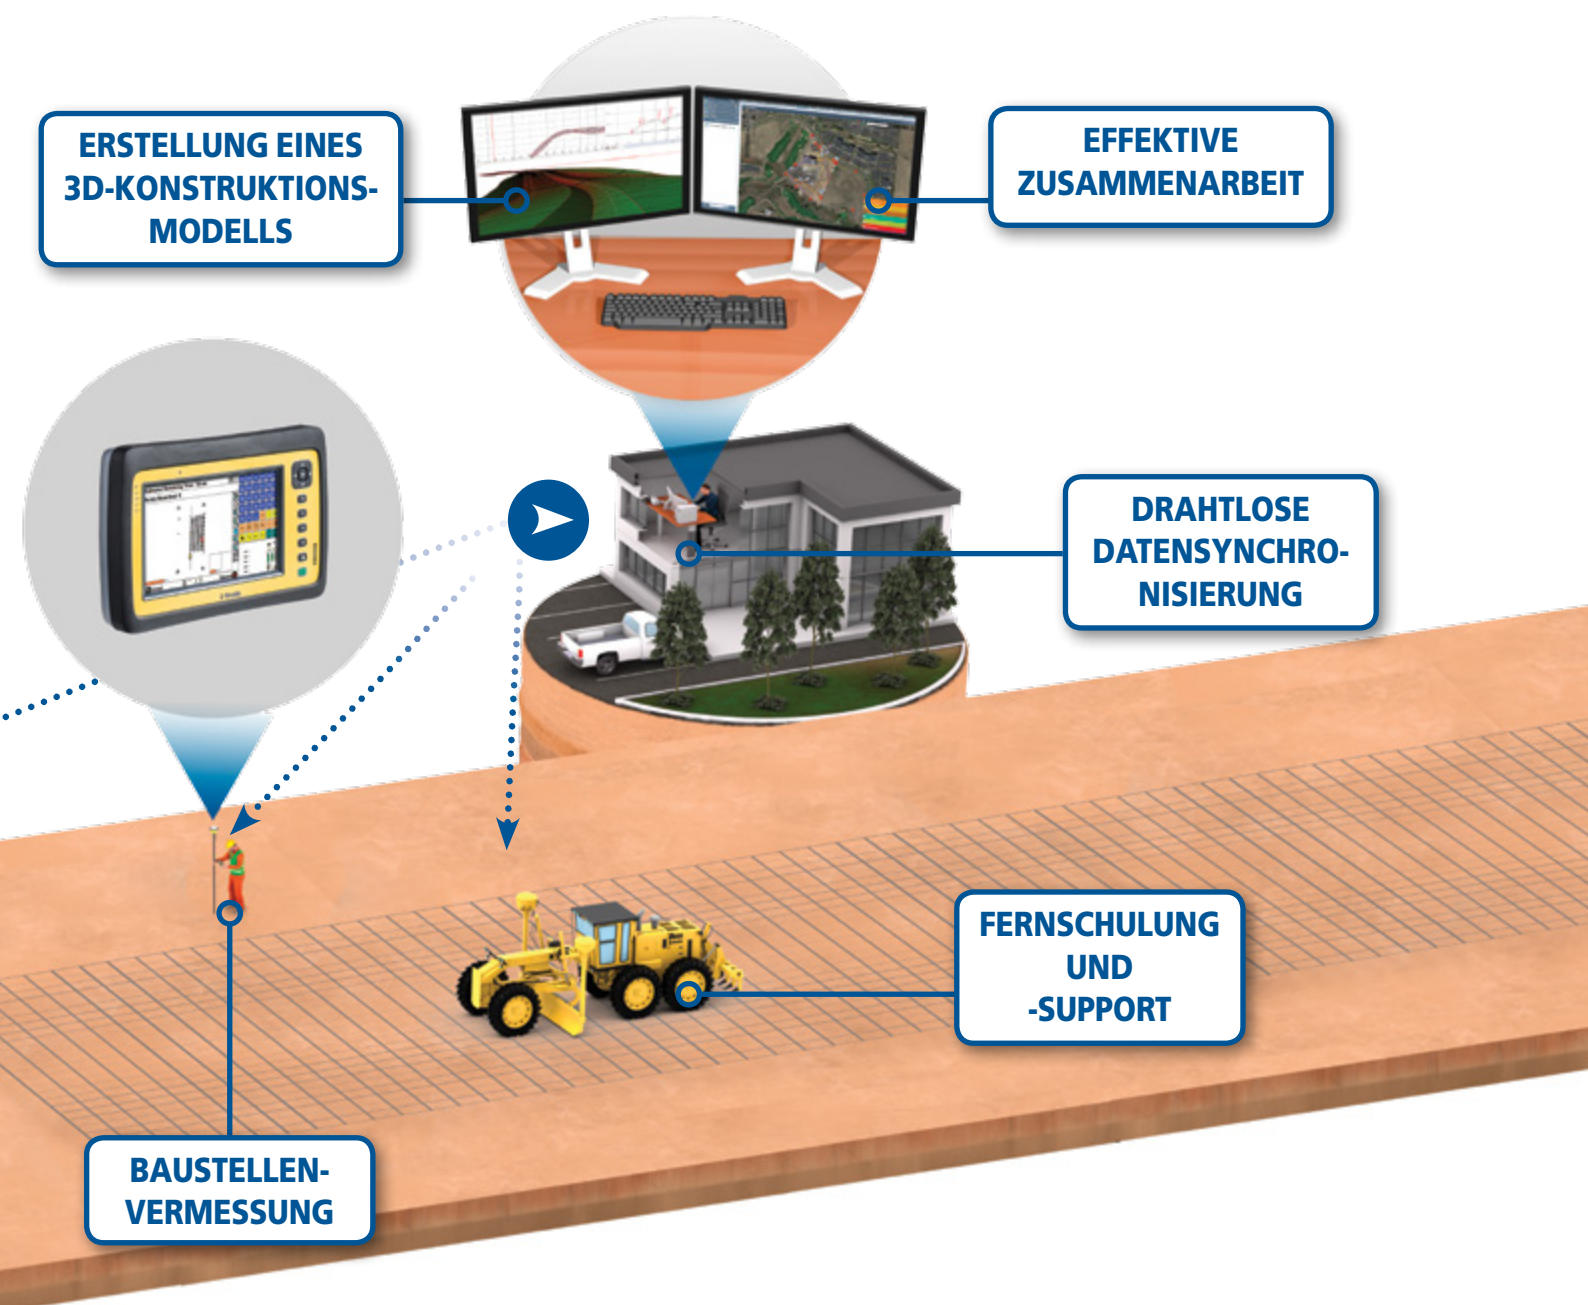 ERSTELLUNG EINES
3D-KONSTRUKTIONS-
MODELLS
EFFEKTIVE
ZUSAMMENARBEIT
DRAHTLOSE
DATENSYNCHRO-
NISIERUNG
FERNSCHULUNG
UND
-SUPPORT
BAUSTELLEN-
VERMESSUNG